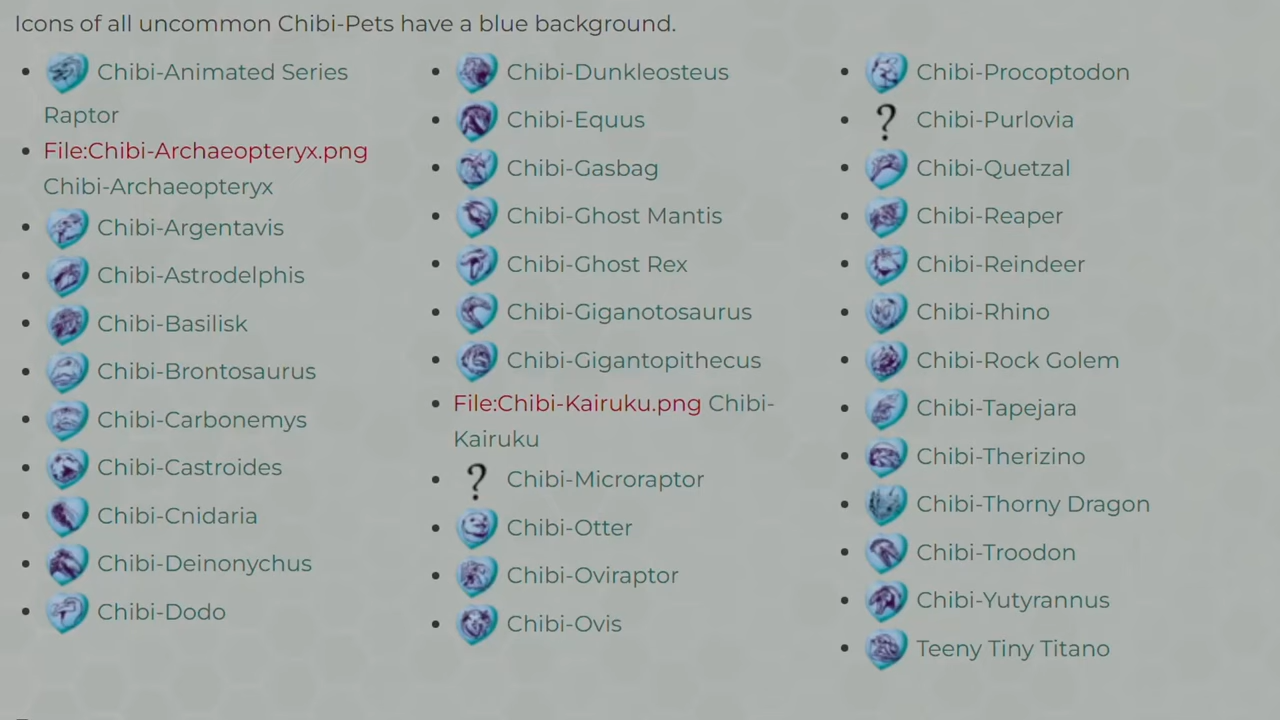 Icons of all uncommon Chibi-Pets have a blue background.
Chibi-Animated Series
Raptor
File:Chibi-Archaeopteryx.png
Chibi-Archaeopteryx
Chibi-Argentavis
Chibi-Astrodelphis
Chibi-Basilisk
Chibi-Brontosaurus
Chibi-Carbonemys
Chibi-Castroides
Chibi-Cnidaria
Chibi-Deinonychus
Chibi-Dodo
Chibi-Dunkleosteus
Chibi-Equus
Chibi-Gasbag
Chibi-Ghost Mantis
Chibi-Ghost Rex
Chibi-Giganotosaurus
Chibi-Gigantopithecus
File:Chibi-Kairuku.png Chibi-
Kairuku
? Chibi-Microraptor
Chibi-Otter
Chibi-Oviraptor
Chibi-Ovis
Chibi-Procoptodon
? Chibi-Purlovia
Chibi-Quetzal
Chibi-Reaper
Chibi-Reindeer
Chibi-Rhino
Chibi-Rock Golem
Chibi-Tapejara
Chibi-Therizino
Chibi-Thorny Dragon
Chibi-Troodon
Chibi-Yutyrannus
Teeny Tiny Titano